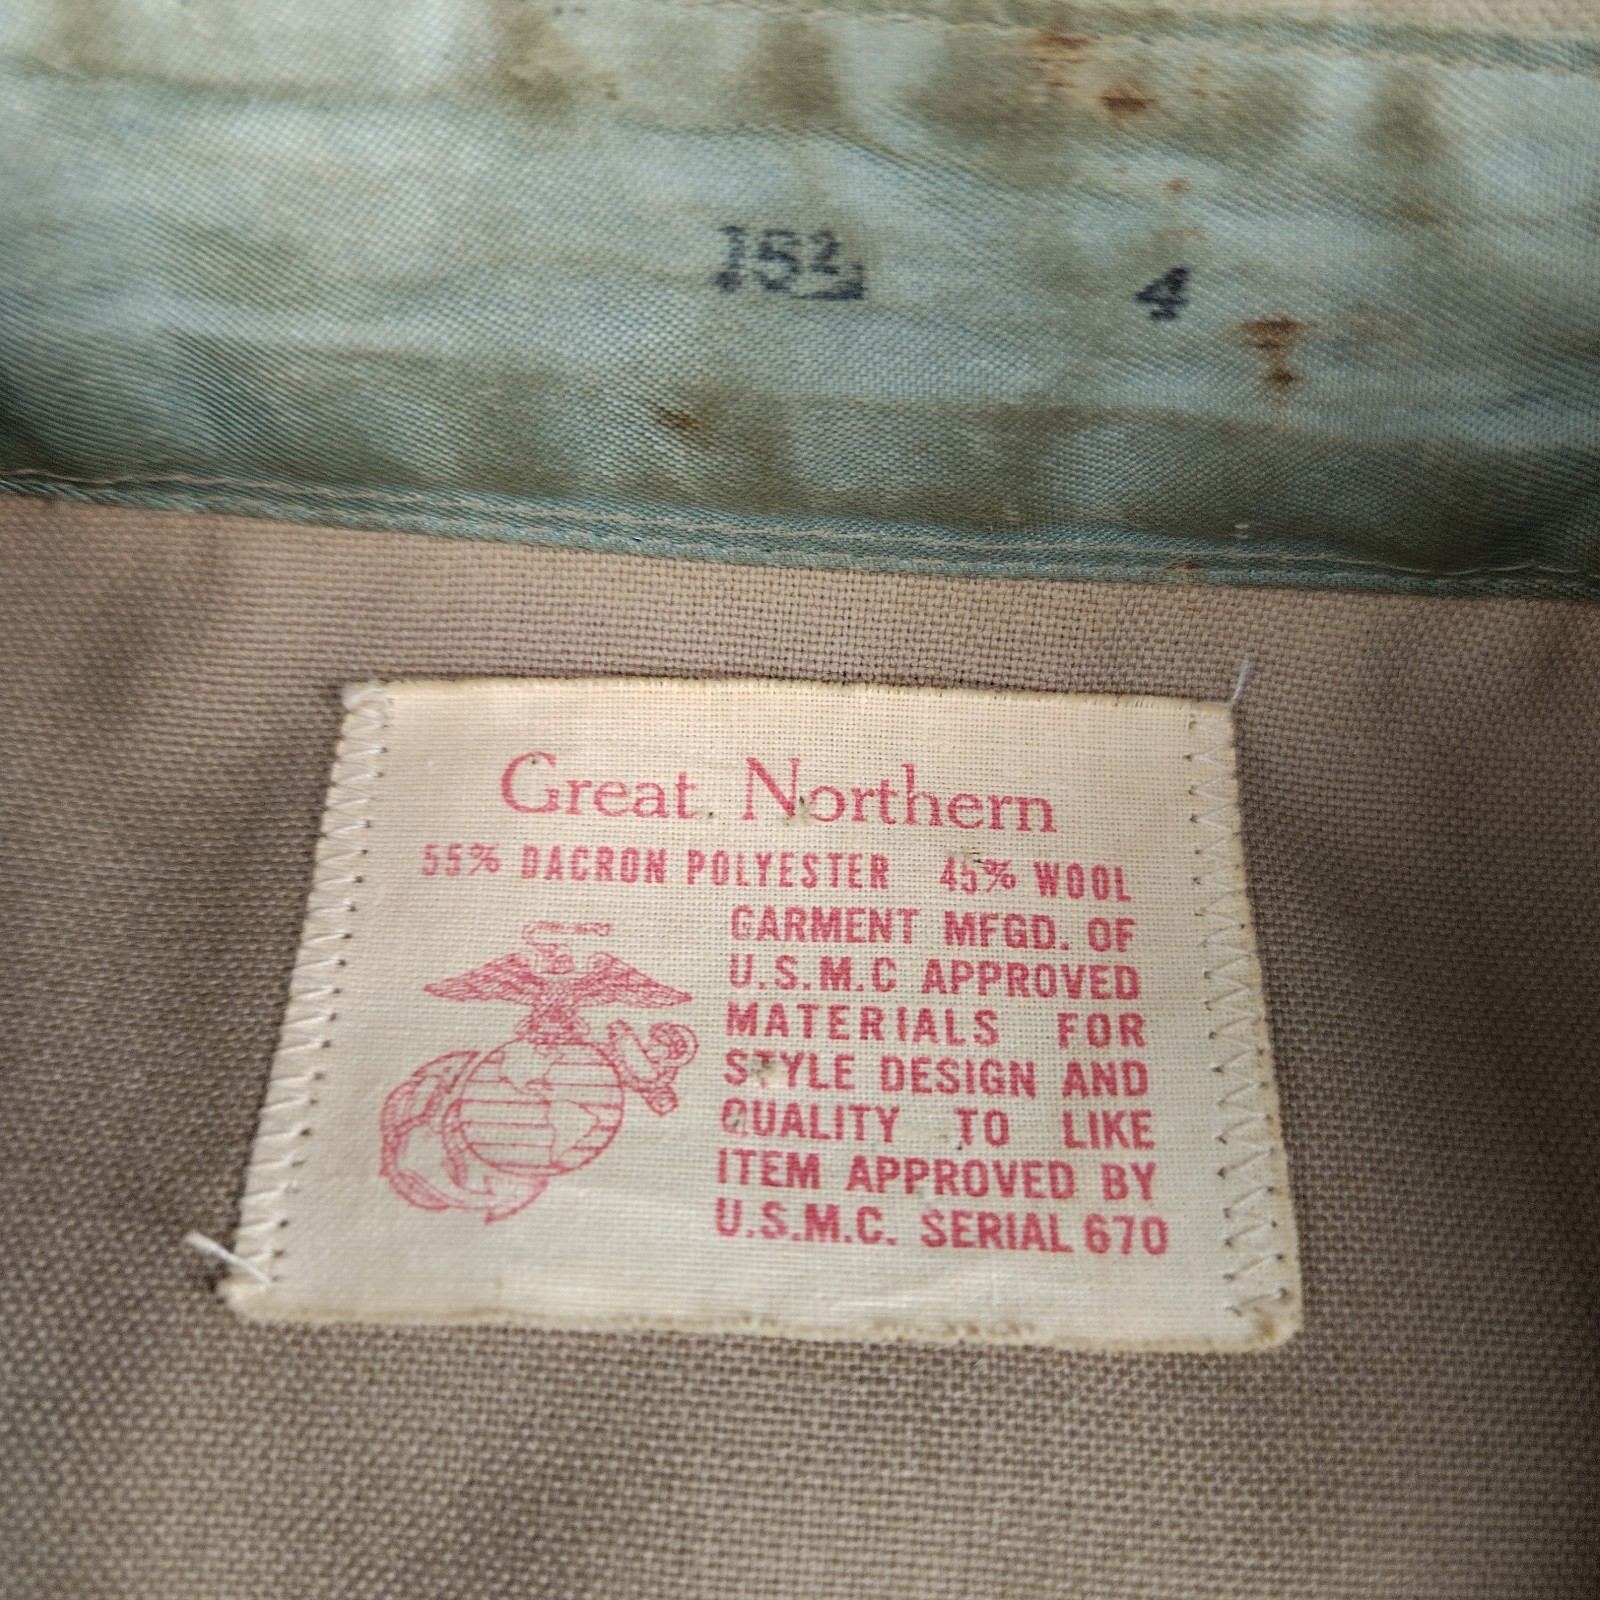 15½ 4
Great Northern
55% DACRON POLYESTER 45% WOOL
GARMENT MFGD. OF
U.S.M.C APPROVED
MATERIALS FOR
STYLE DESIGN AND
QUALITY TO LIKE
ITEM APPROVED BY
U.S.M.C. SERIAL 670